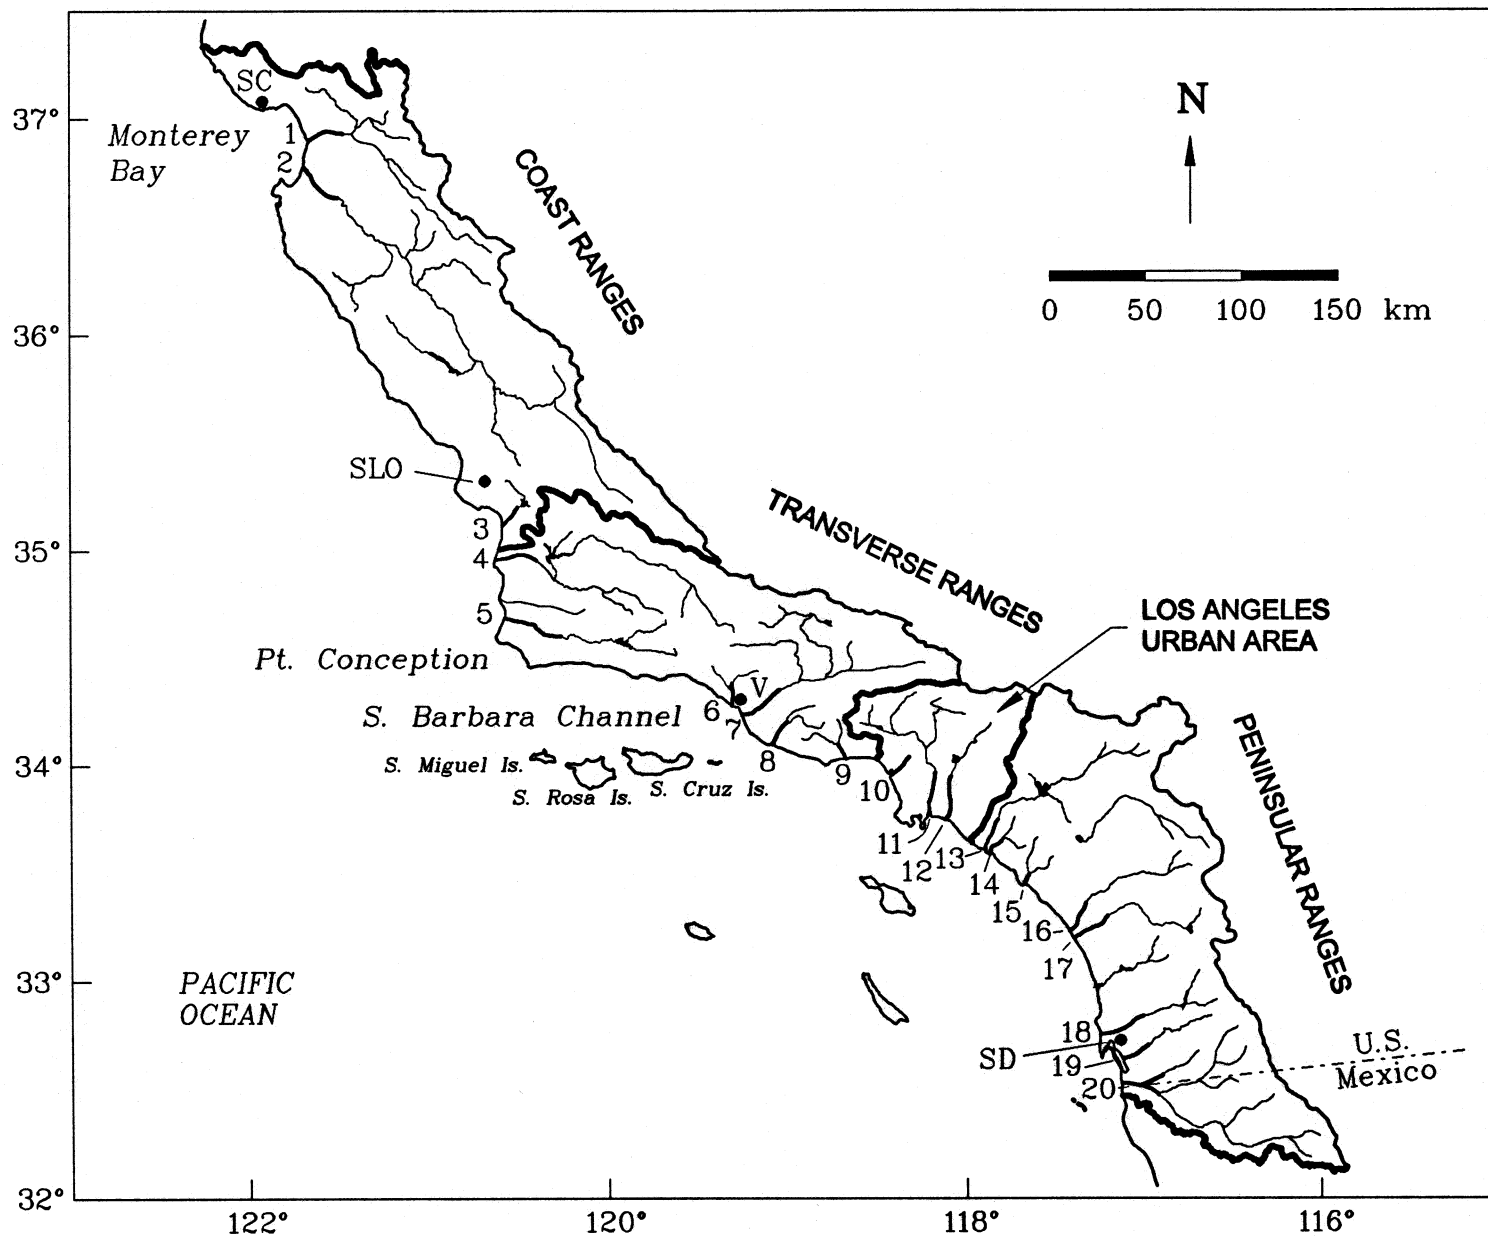 N
SC
37°
Monterey
Bay
1
2
COAST RANGES
0 50 100 150 km
36°
SLO
3
TRANSVERSE RANGES
35°
4
5
LOS ANGELES
URBAN AREA
Pt. Conception
V
S. Barbara Channel
6
7
PENINSULAR RANGES
34°
S. Miguel Is.
8
9
S. Rosa Is.
S. Cruz Is.
10
11
12
13
14
15
16
17
33°
PACIFIC
OCEAN
18
SD
19
U.S.
Mexico
20
32°
122° 120° 118° 116°